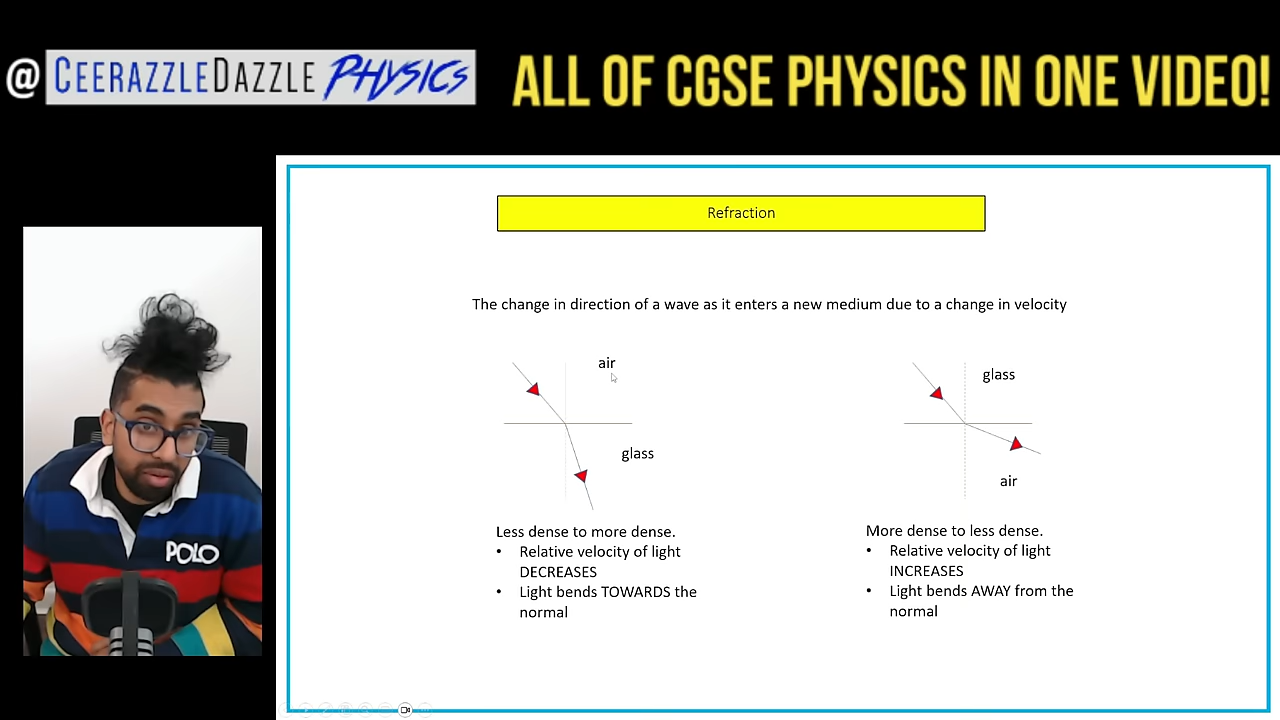 @ CEERAZZLEDAZZLE PHYSICS
ALL OF CGSE PHYSICS IN ONE VIDEO!
Refraction
The change in direction of a wave as it enters a new medium due to a change in velocity
air
glass
Less dense to more dense.
• Relative velocity of light
DECREASES
• Light bends TOWARDS the
normal
glass
air
More dense to less dense.
• Relative velocity of light
INCREASES
• Light bends AWAY from the
normal
POLO